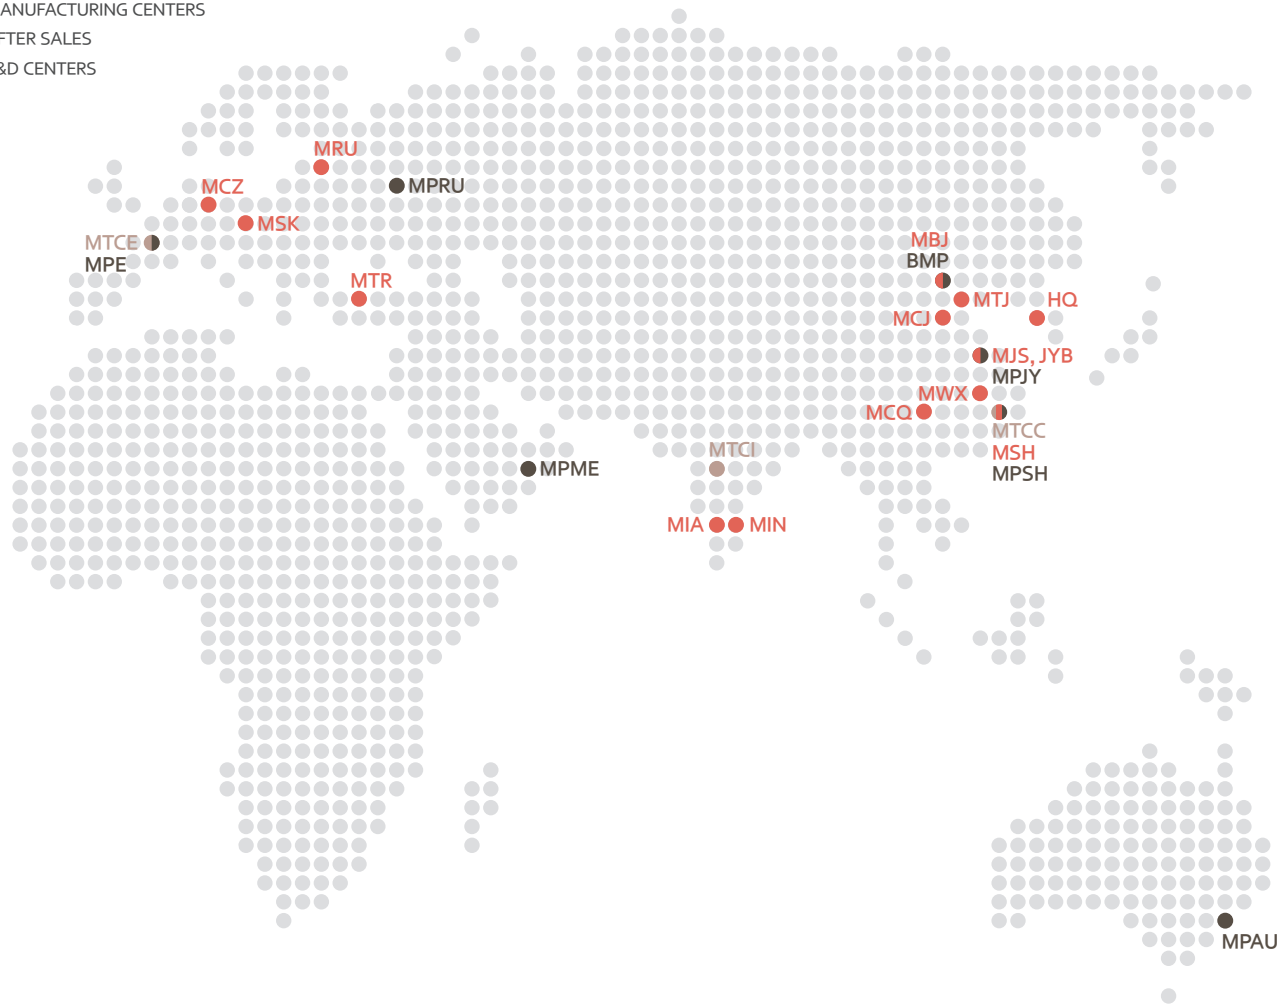 ANUFACTURING CENTERS
FTER SALES
&D CENTERS
MRU
MPRU
MCZ
MSK
MTCE
MPE
MTR
MBJ
BMP
MTJ
HQ
MCJ
MJS, JYB
MPJY
MWX
MCQ
MTCC
MSH
MPSH
MTCI
MPME
MIA
MIN
MPAU